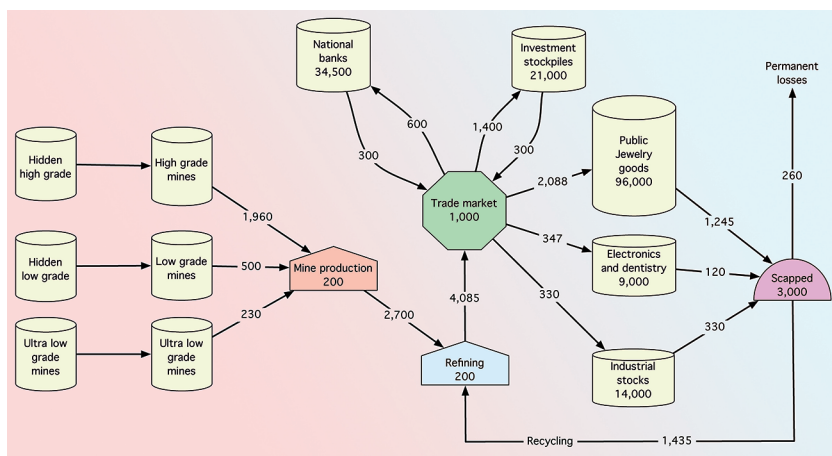 National
banks
34,500
Investment
stockpiles
21,000
Permanent
losses
600
1,400
300
300
Hidden
high grade
High grade
mines
Public
Jewelry
goods
96,000
260
2,088
Trade market
1,000
1,960
1,245
347
Hidden
low grade
Low grade
mines
500
Mine production
200
Electronics
and dentistry
9,000
120
Scapped
3,000
4,085
330
230
2,700
330
Ultra low
grade
mines
Ultra low
grade
mines
Refining
200
Industrial
stocks
14,000
Recycling
1,435